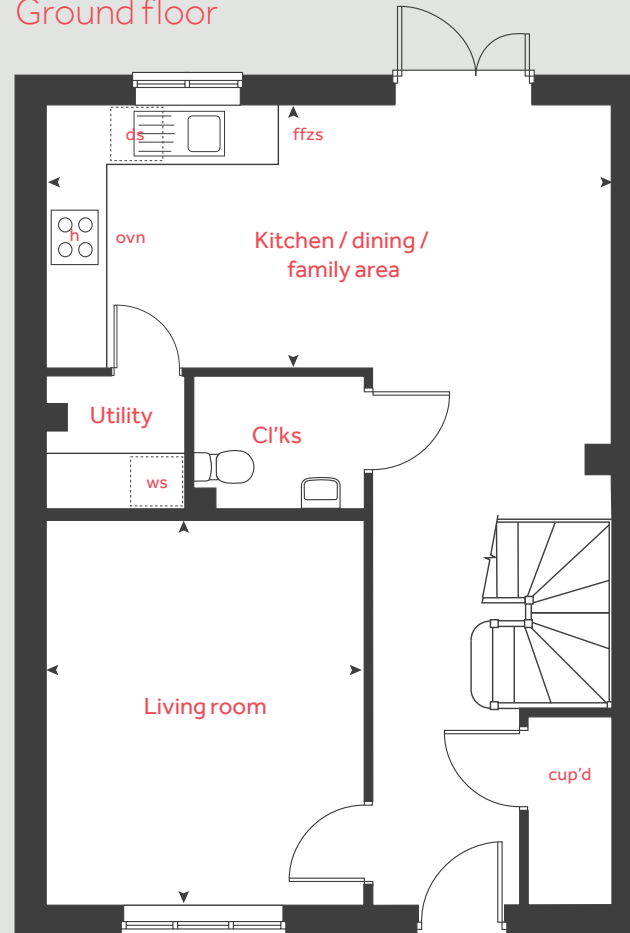 Ground floor
ds
ffzs
h
ovn
Kitchen / dining /
family area
Utility
Cl'ks
ws
Living room
cup'd